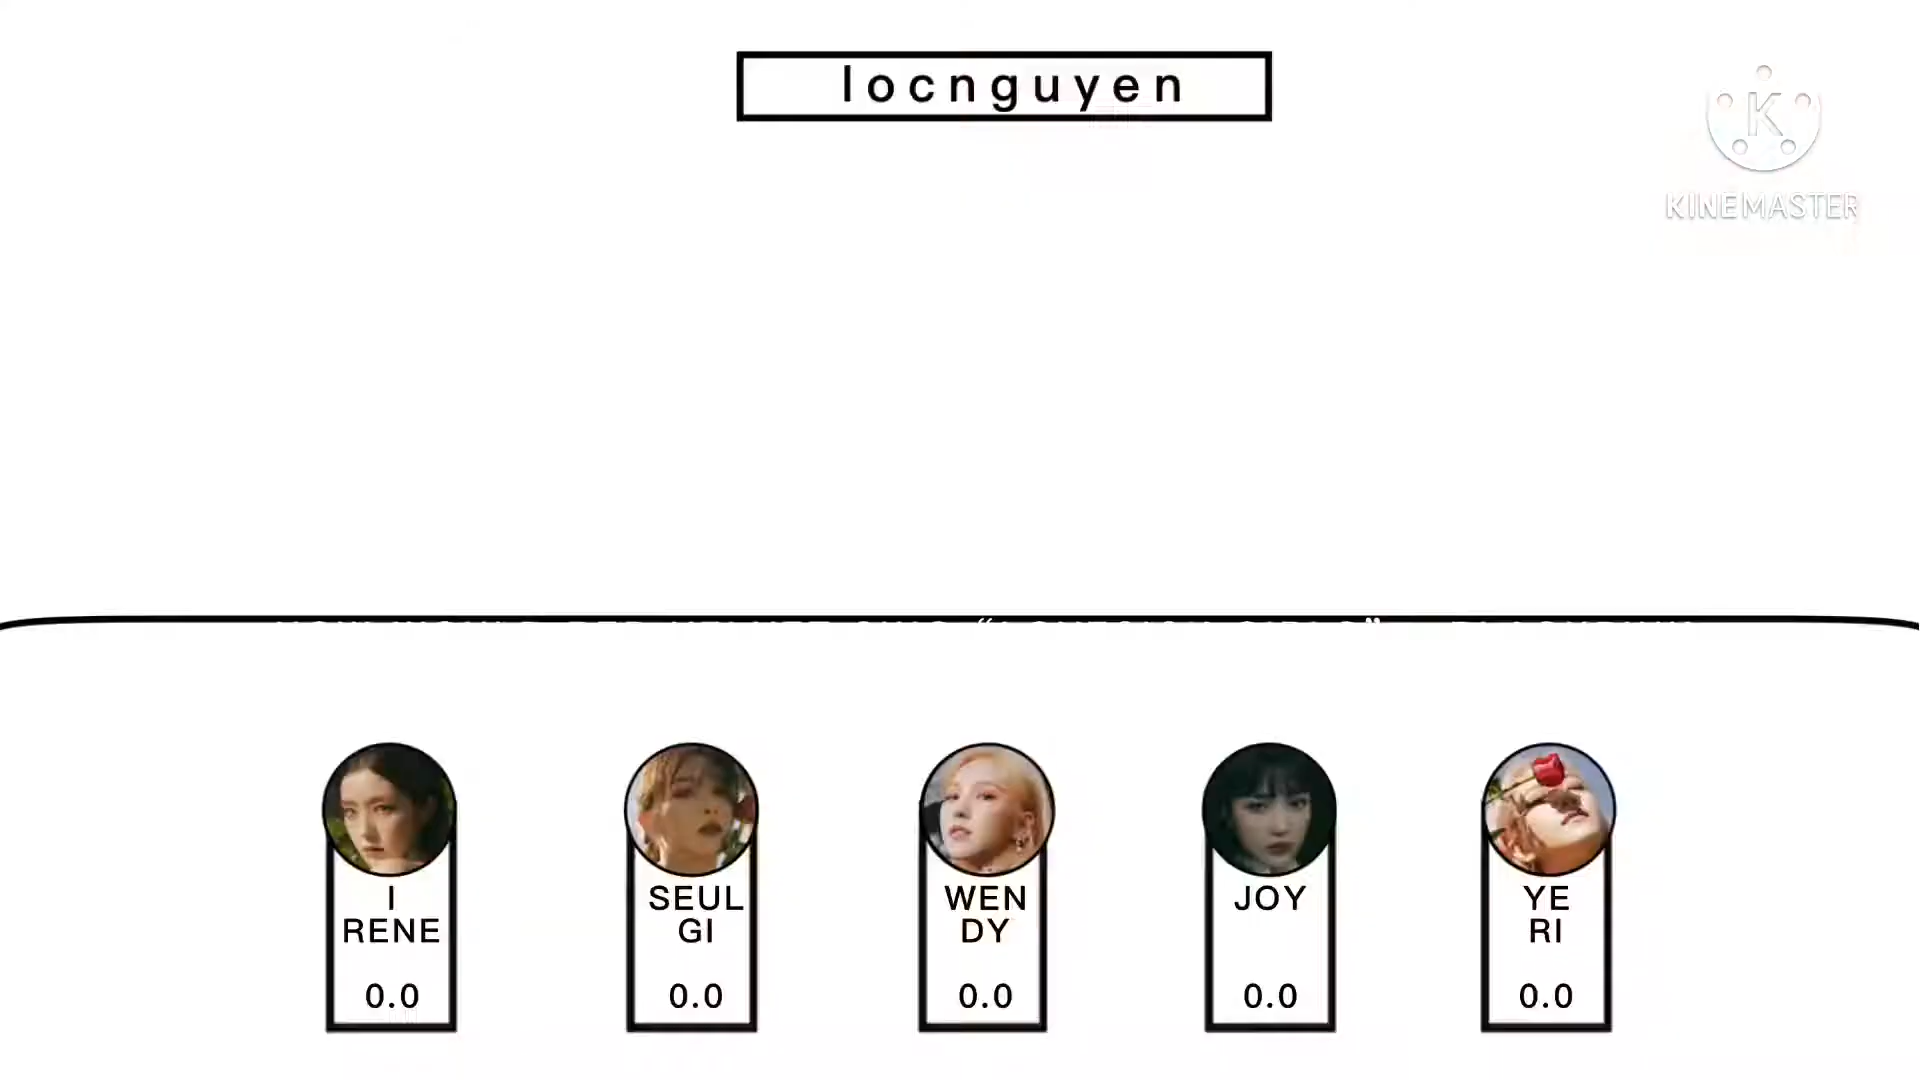 locnguyen
K
KINEMASTER
I
RENE
0.0
SEUL
GI
0.0
WEN
DY
0.0
JOY
0.0
YE
RI
0.0